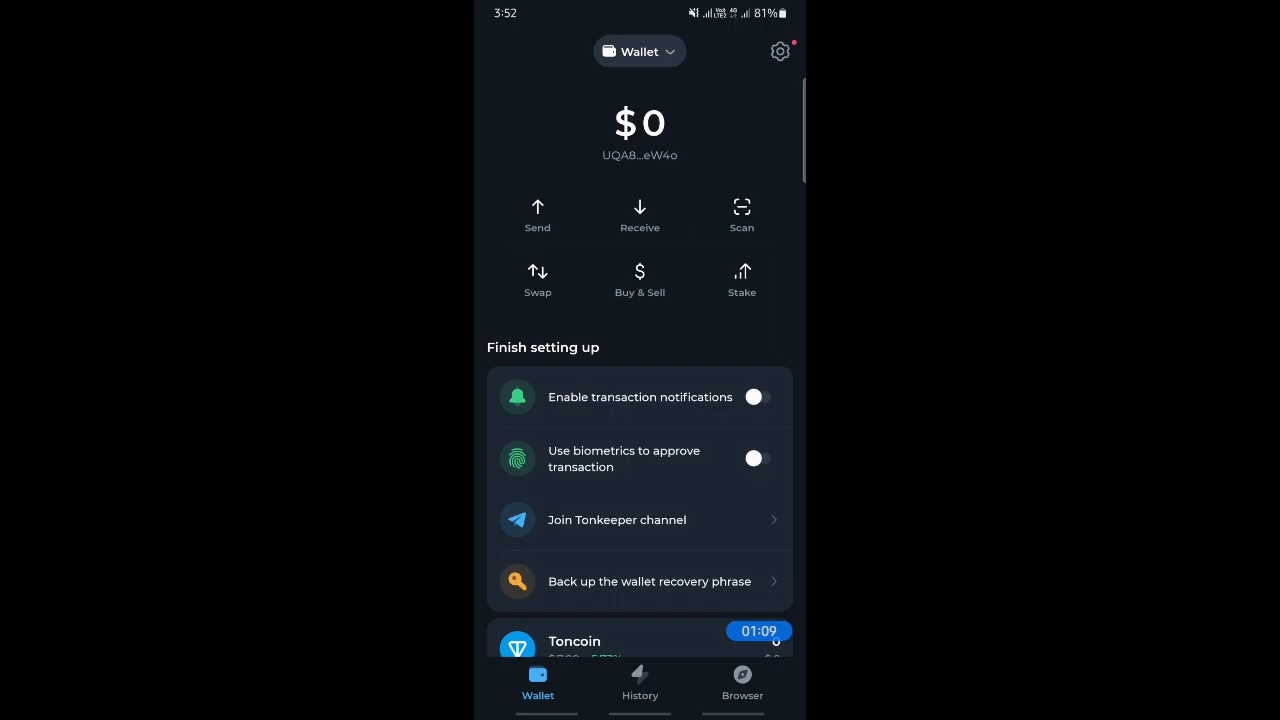 3:52
81%
Wallet
$0
UQA8...eW4o
Send Receive Scan
Swap Buy & Sell Stake
Finish setting up
Enable transaction notifications
Use biometrics to approve
transaction
Join Tonkeeper channel
Back up the wallet recovery phrase
01:09
Toncoin 0
Wallet History Browser